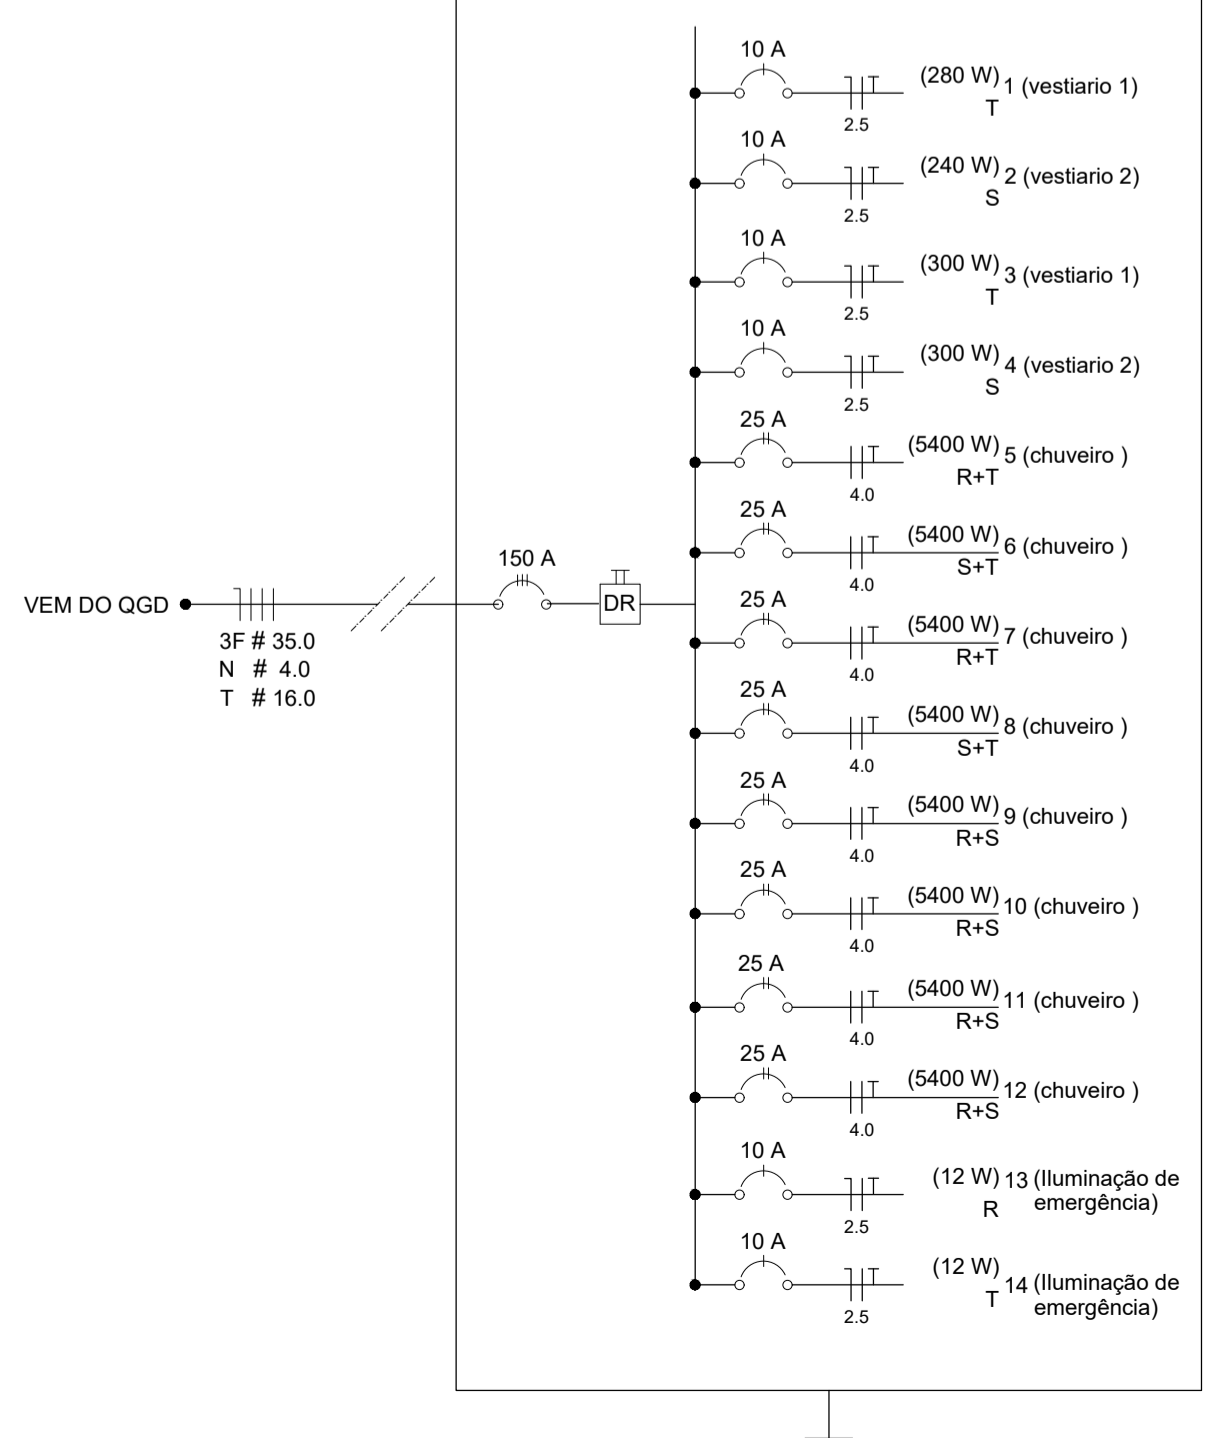 10 A
(280 W) 1 (vestiario 1)
T
2.5
10 A
(240 W) 2 (vestiario 2)
S
2.5
10 A
(300 W) 3 (vestiario 1)
T
2.5
10 A
(300 W) 4 (vestiario 2)
S
2.5
25 A
(5400 W) 5 (chuveiro )
R+T
4.0
25 A
(5400 W) 6 (chuveiro )
S+T
4.0
150 A
VEM DO QGD
DR
3F # 35.0
N # 4.0
T # 16.0
25 A
(5400 W) 7 (chuveiro )
R+T
4.0
25 A
(5400 W) 8 (chuveiro )
S+T
4.0
25 A
(5400 W) 9 (chuveiro )
R+S
4.0
25 A
(5400 W) 10 (chuveiro )
R+S
4.0
25 A
(5400 W) 11 (chuveiro )
R+S
4.0
25 A
(5400 W) 12 (chuveiro )
R+S
4.0
10 A
(12 W) 13 (Iluminação de
emergência)
R
2.5
10 A
(12 W) 14 (Iluminação de
emergência)
T
2.5